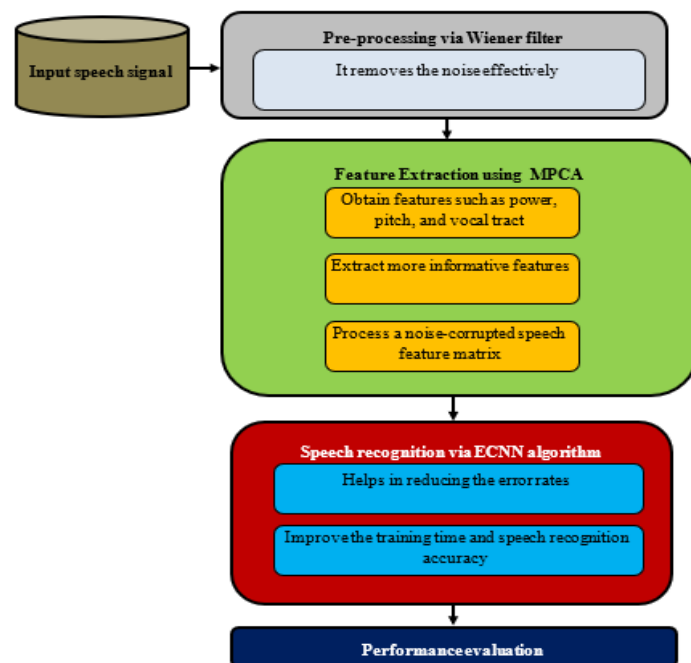 Input speech signal
Pre-processing via Wiener filter
It removes the noise effectively
Feature Extraction using MPCA
Obtain features such as power,
pitch, and vocal tract
Extract more informative features
Process a noise-corrupted speech
feature matrix
Speech recognition via ECNN algorithm
Helps in reducing the error rates
Improve the training time and speech recognition
accuracy
Performance evaluation